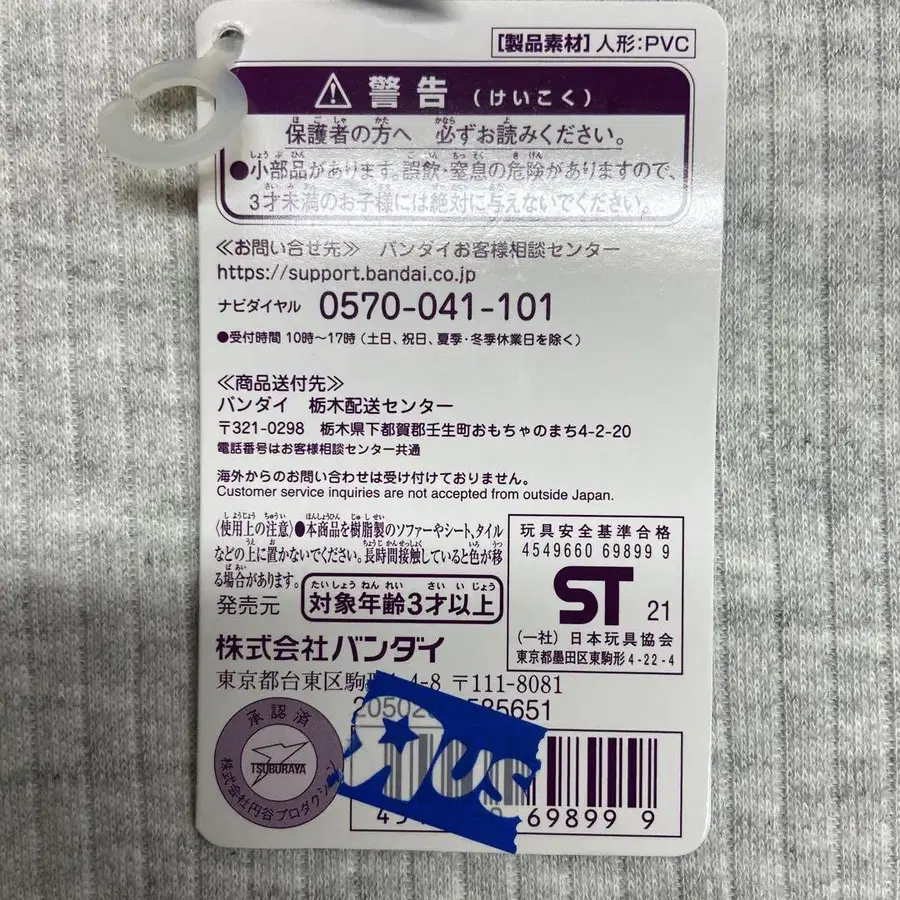 [製品素材] 人形:PVC
警告 (けいこく)
保護者の方へ 必ずお読みください。
●小部品があります。誤飲・窒息の危険がありますので、
3才未満のお子様には絶対に与えないでください。
≪お問い合せ先≫ バンダイお客様相談センター
https://support.bandai.co.jp
ナビダイヤル 0570-041-101
●受付時間 10時〜17時 (土日、祝日、夏季・冬季休業日を除く)
≪商品送付先≫
バンダイ 栃木配送センター
〒321-0298 栃木県下都賀郡壬生町おもちゃのまち4-2-20
電話番号はお客様相談センター共通
海外からのお問い合わせは受け付けておりません。
Customer service inquiries are not accepted from outside Japan.
〈使用上の注意〉●本商品を樹脂製のソファーやシート、タイル
などの上に置かないでください。長時間接触していると色が移
る場合があります。
発売元
対象年齢3才以上
株式会社バンダイ
東京都台東区駒形 4-8 〒111-8081
玩具安全基準合格
4549660 69899 9
ST 21
(一社) 日本玩具協会
東京都墨田区東駒形4-22-4
85651
承認済
TSUBURAYA
株式会社円谷プロダクション
R US
69899 9